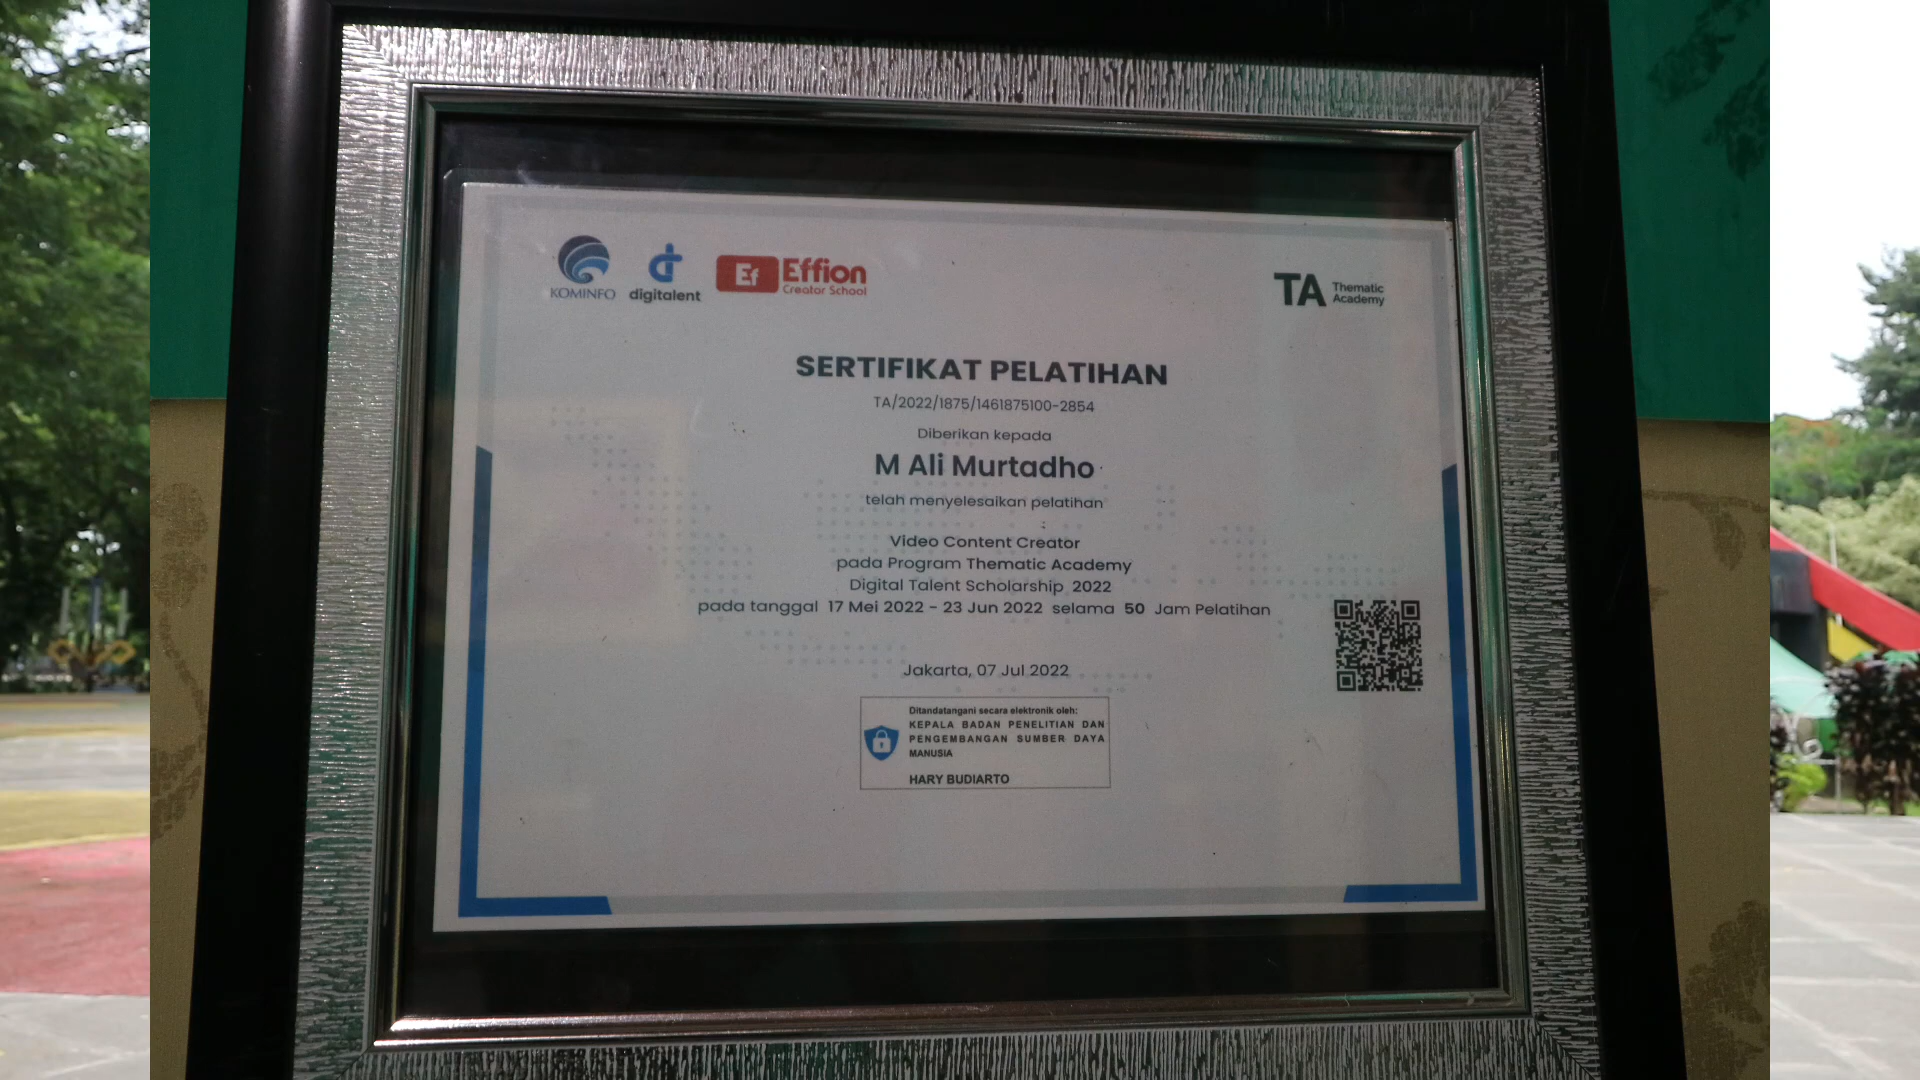 KOMINFO
digitalent
Ef Effion
Creator School
TA Thematic
Academy
SERTIFIKAT PELATIHAN
TA/2022/1875/1461875100-2854
Diberikan kepada
M Ali Murtadho
telah menyelesaikan pelatihan
Video Content Creator
pada Program Thematic Academy
Digital Talent Scholarship 2022
pada tanggal 17 Mei 2022 - 23 Jun 2022 selama 50 Jam Pelatihan
Jakarta, 07 Jul 2022
Ditandatangani secara elektronik oleh:
KEPALA BADAN PENELITIAN DAN
PENGEMBANGAN SUMBER DAYA
MANUSIA
HARY BUDIARTO